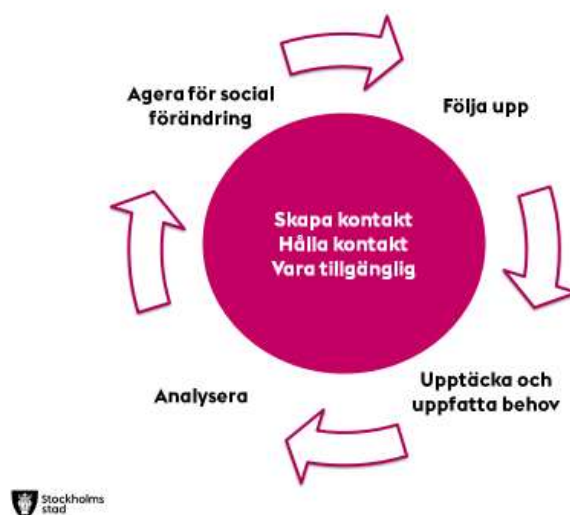 Agera för social
förändring
Följa upp
Skapa kontakt
Hålla kontakt
Vara tillgänglig
Analysera
Upptäcka och
uppfatta behov
Stockholms
stad